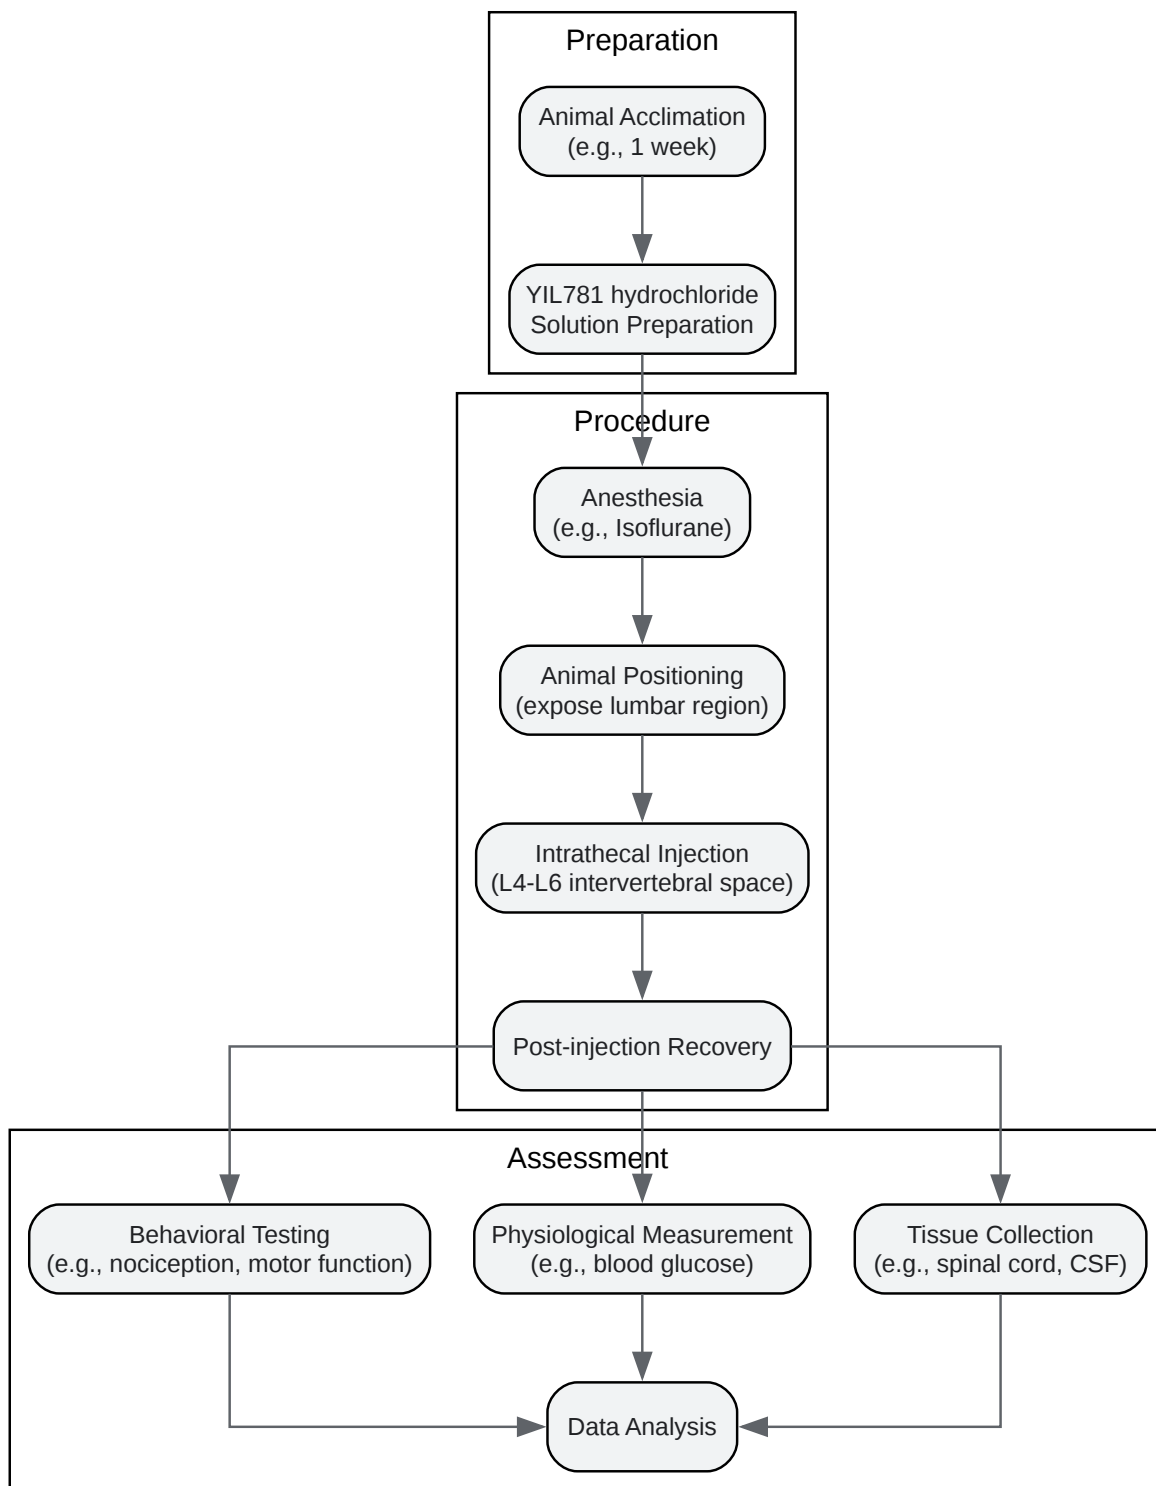 Preparation
Animal Acclimation
(e.g., 1 week)
YIL781 hydrochloride
Solution Preparation
Procedure
Anesthesia
(e.g., Isoflurane)
Animal Positioning
(expose lumbar region)
Intrathecal Injection
(L4-L6 intervertebral space)
Post-injection Recovery
Assessment
Behavioral Testing
(e.g., nociception, motor function)
Physiological Measurement
(e.g., blood glucose)
Tissue Collection
(e.g., spinal cord, CSF)
Data Analysis